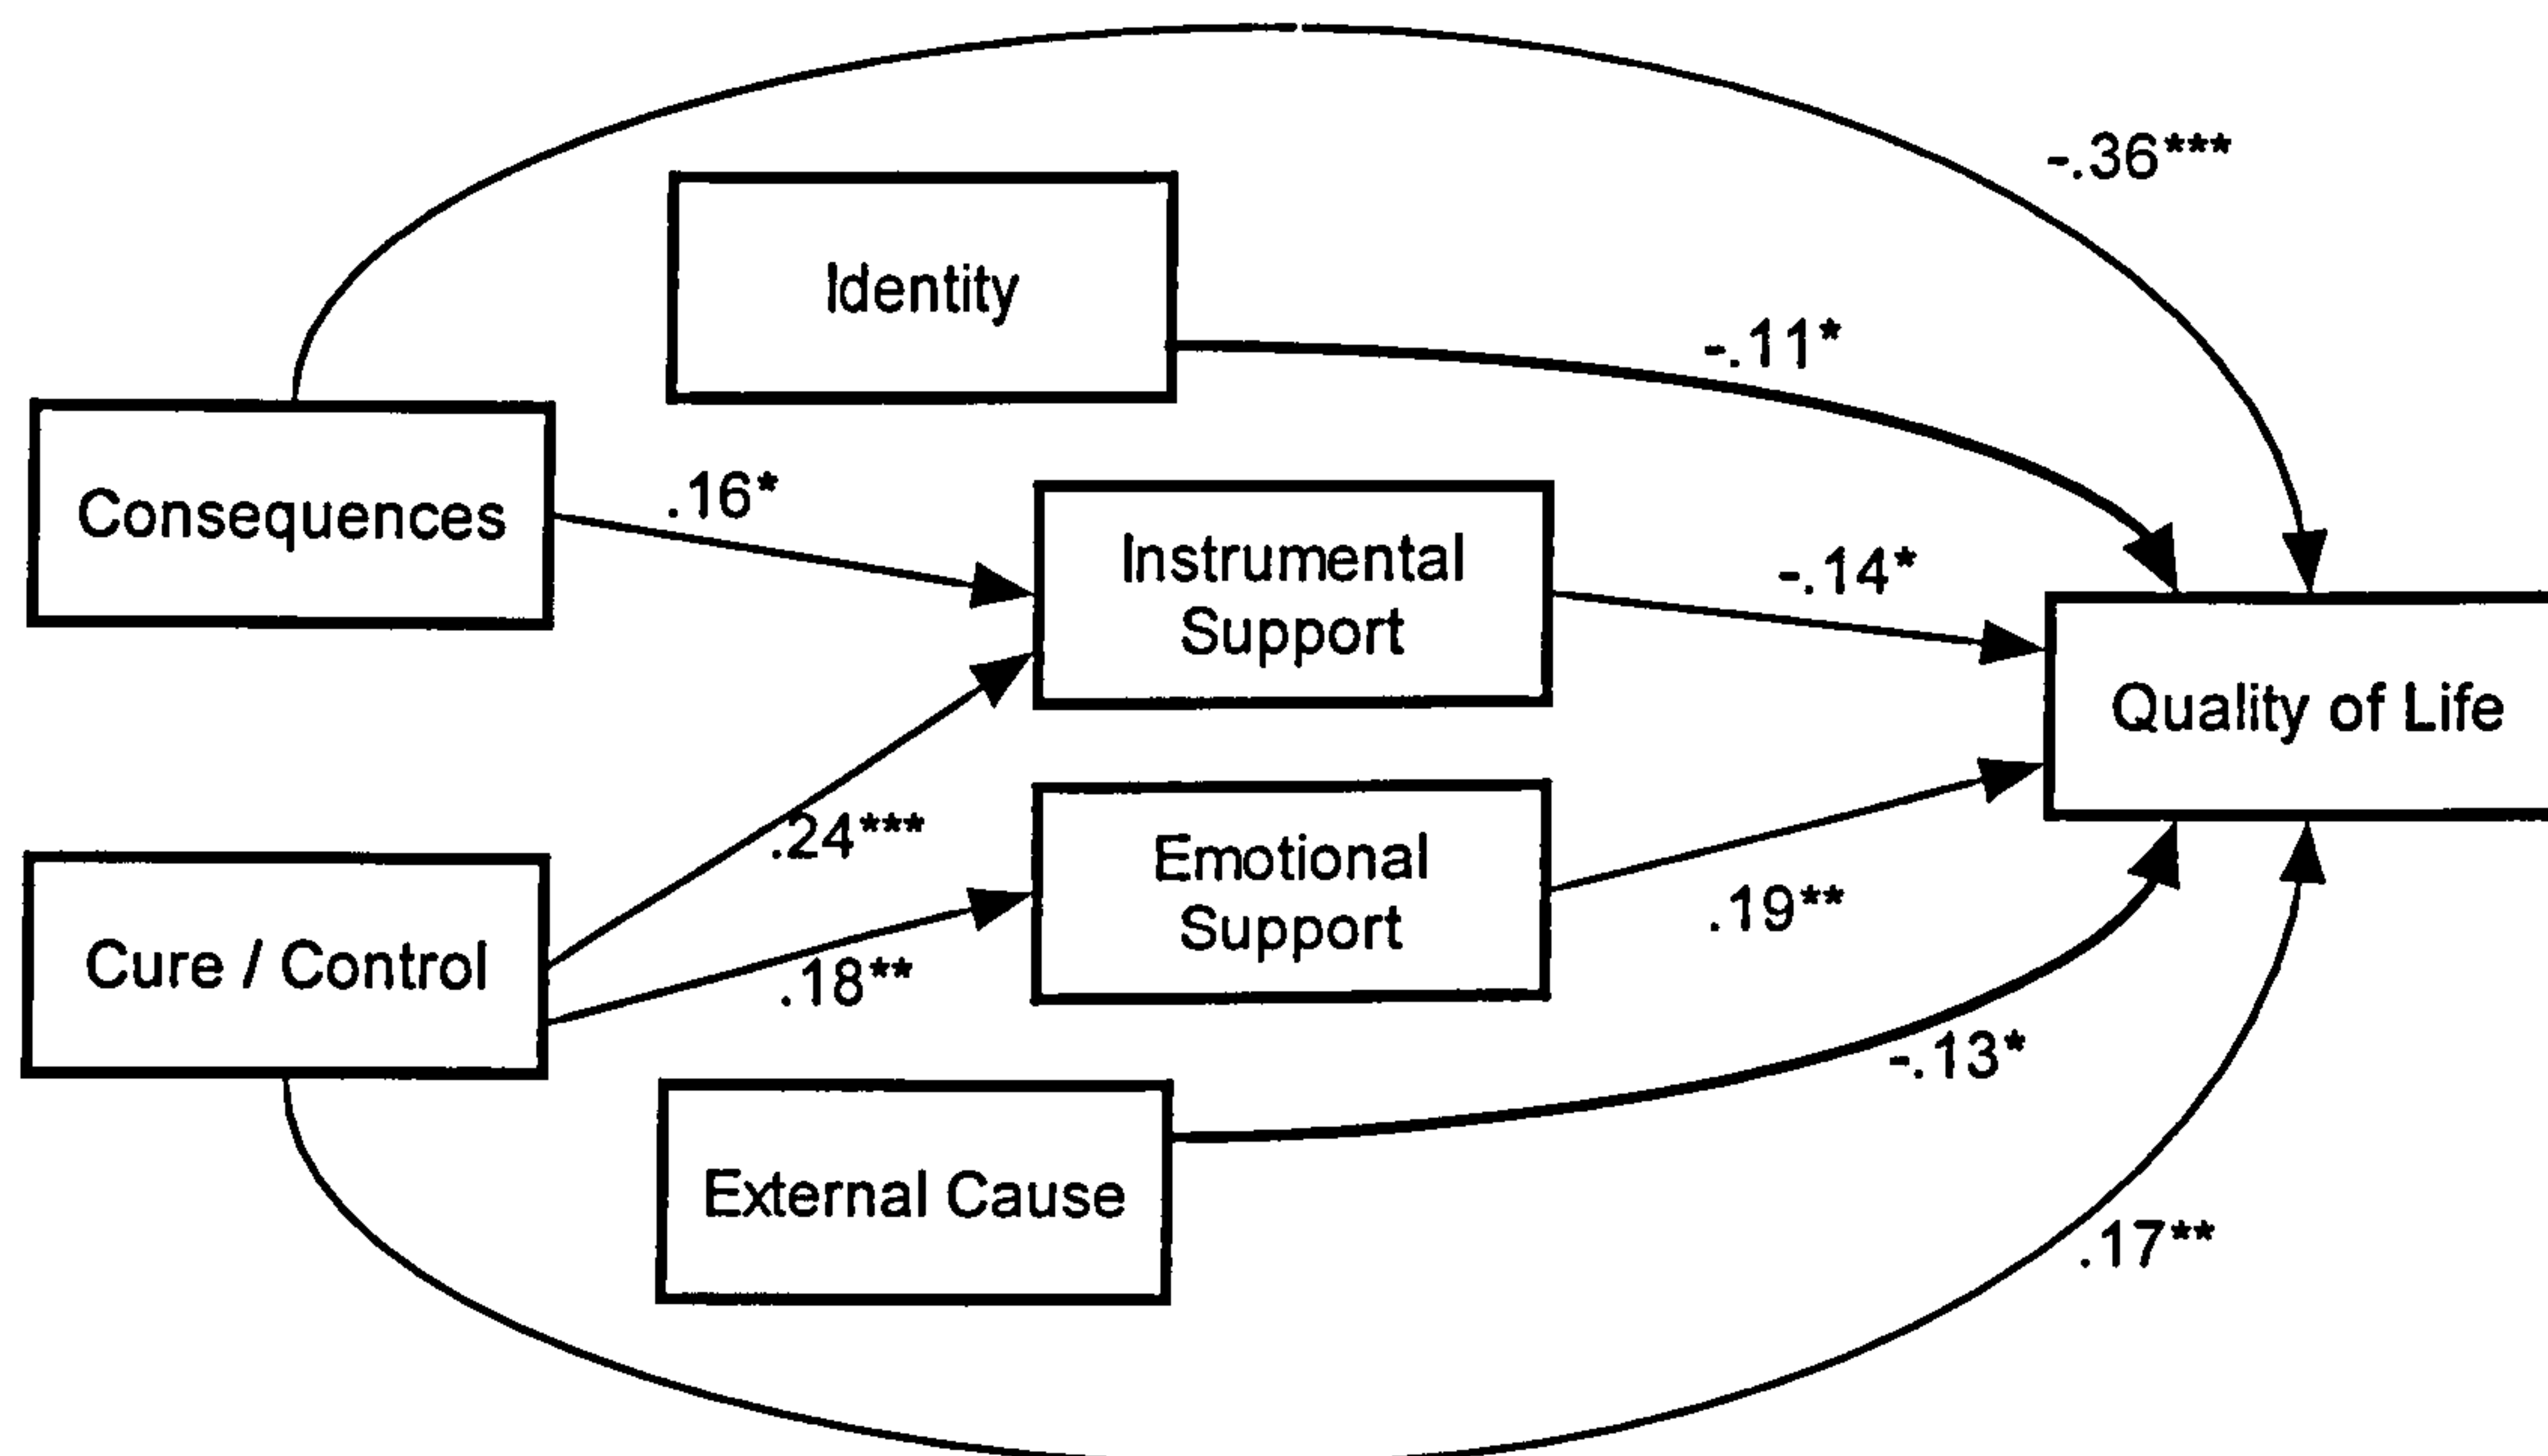 -.36***
Identity
-.11*
Consequences
.16*
Instrumental
Support
-.14*
Quality of Life
.24***
Emotional
Support
.19**
Cure / Control
.18**
-.13*
External Cause
.17**